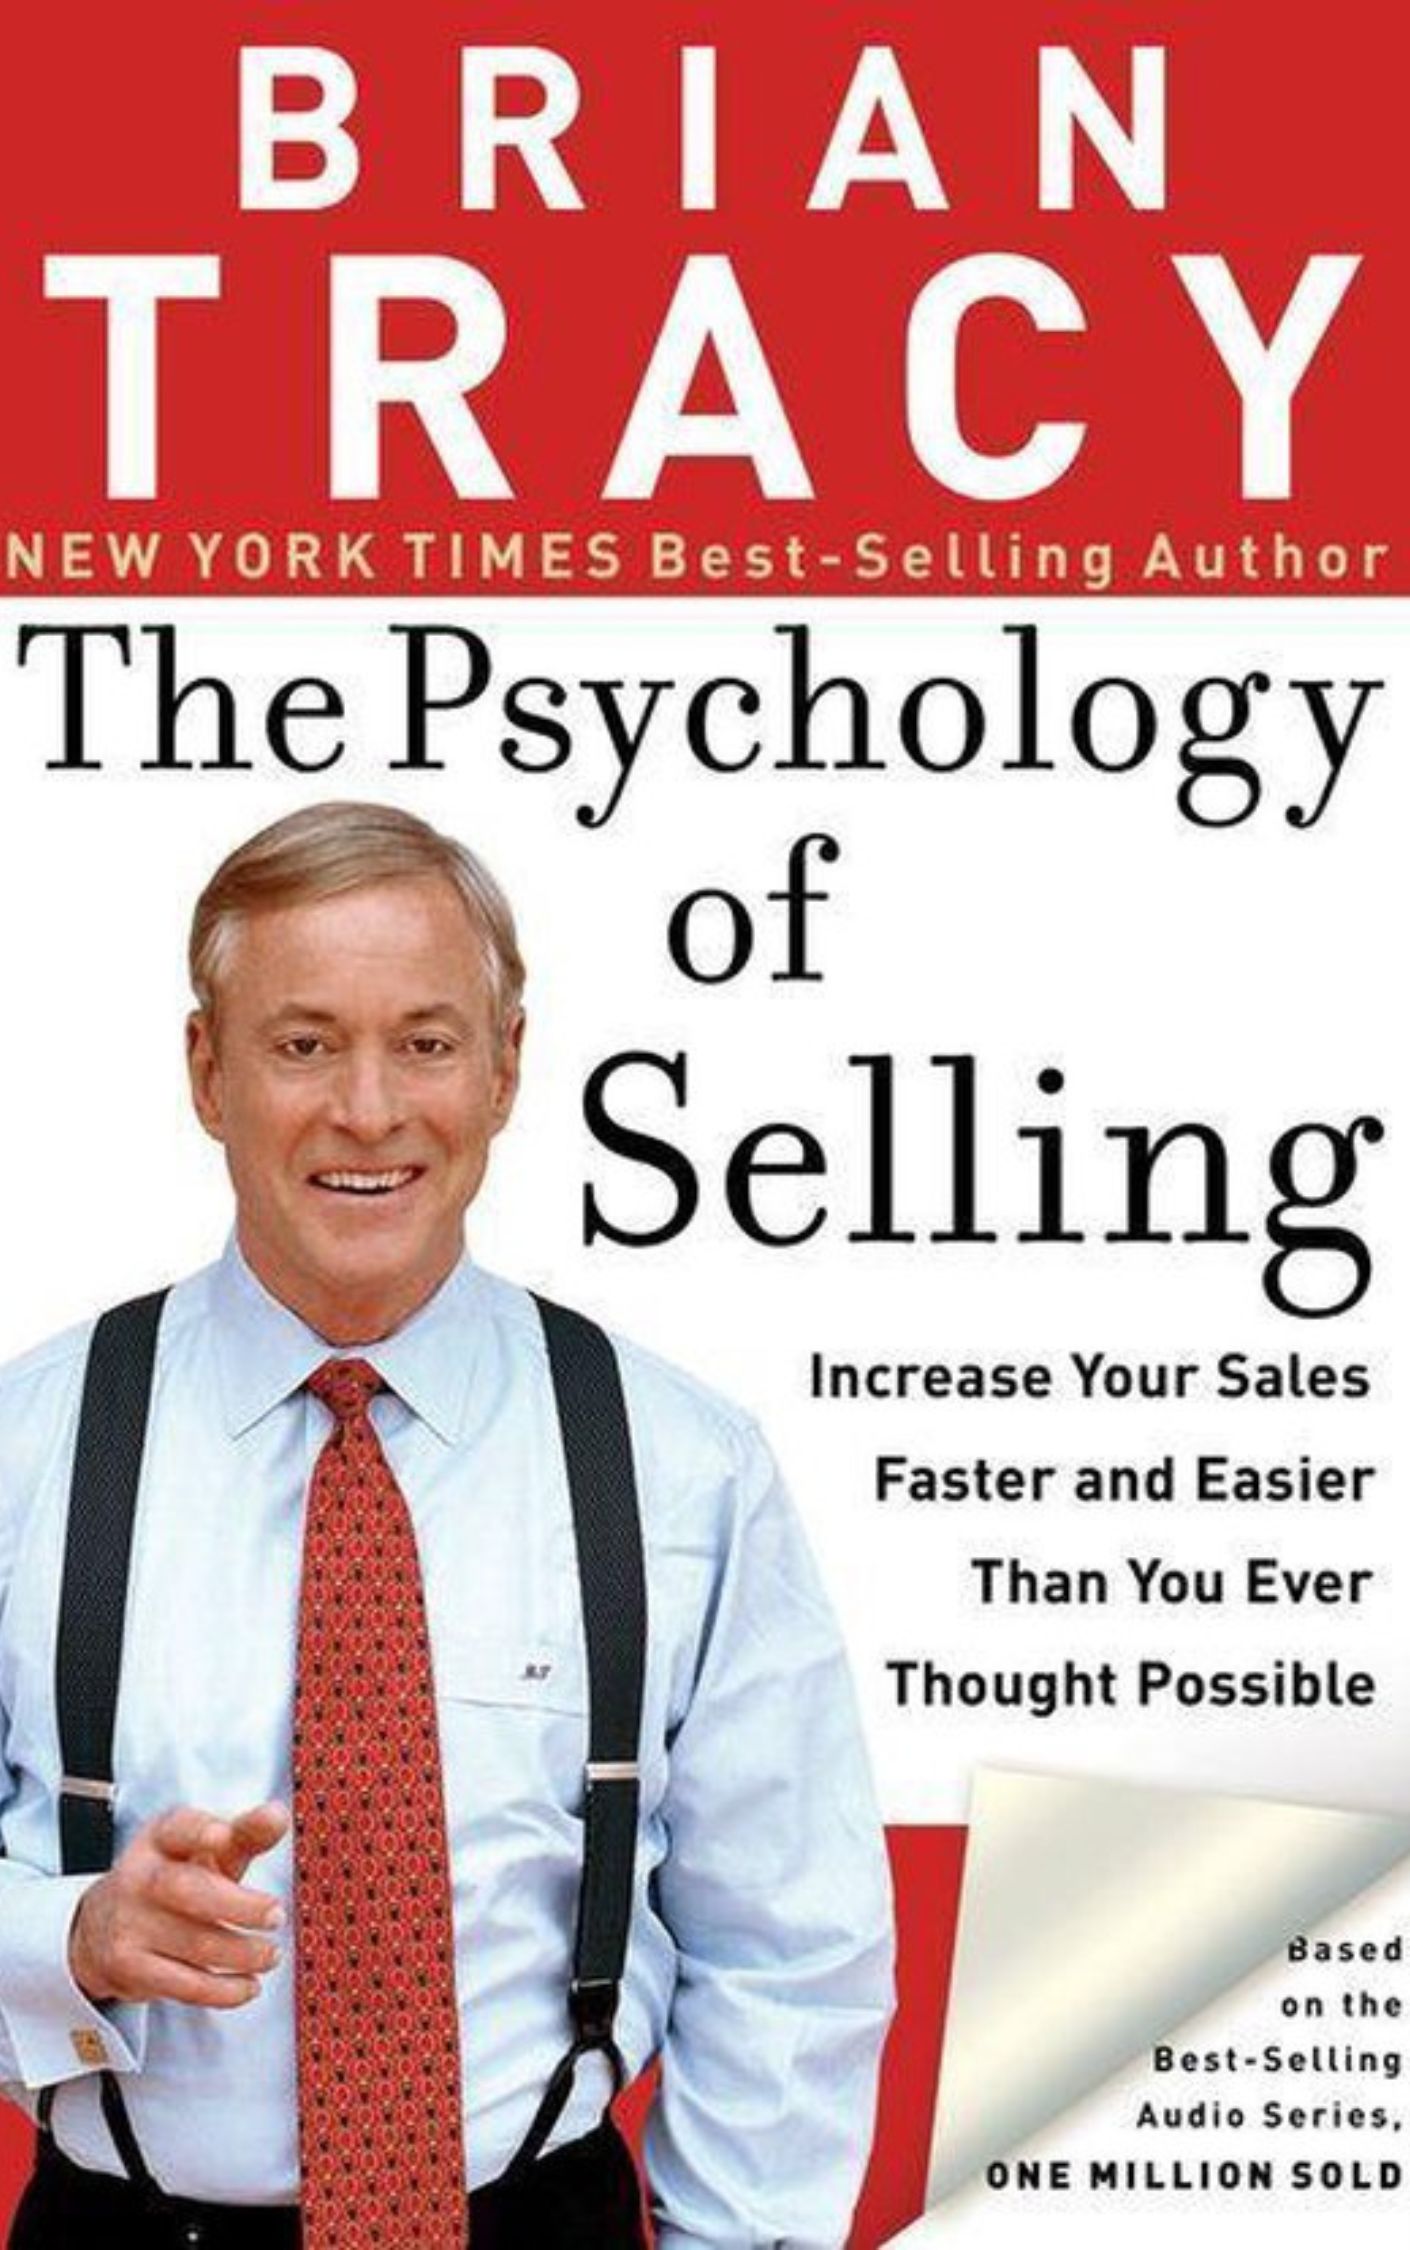 BRIAN
TRACY
NEW YORK TIMES Best-Selling Author
The Psychology
of
Selling
Increase Your Sales
Faster and Easier
Than You Ever
Thought Possible
BT
Based
on the
Best-Selling
Audio Series,
ONE MILLION SOLD